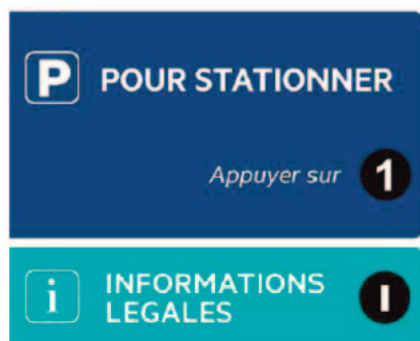 P POUR STATIONNER
Appuyer sur 1
i INFORMATIONS I
LEGALES